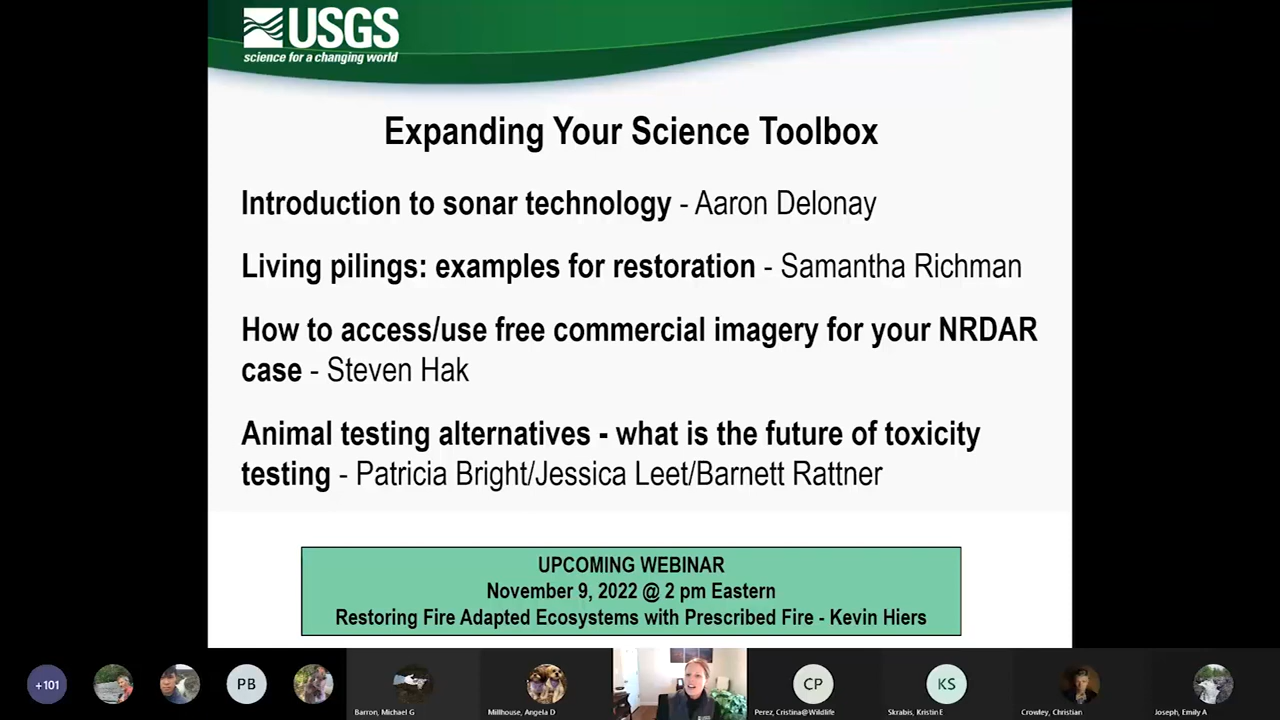 USGS
science for a changing world
Expanding Your Science Toolbox
Introduction to sonar technology - Aaron Delonay
Living pilings: examples for restoration - Samantha Richman
How to access/use free commercial imagery for your NRDAR
case - Steven Hak
Animal testing alternatives - what is the future of toxicity
testing - Patricia Bright/Jessica Leet/Barnett Rattner
UPCOMING WEBINAR
November 9, 2022 @ 2 pm Eastern
Restoring Fire Adapted Ecosystems with Prescribed Fire - Kevin Hiers
+101
PB
CP
KS
Barron, Michael G
Millhouse, Angela D
Perez, Cristina@Wildlife
Skrabis, Kristin E
Crowley, Christian
Joseph, Emily A